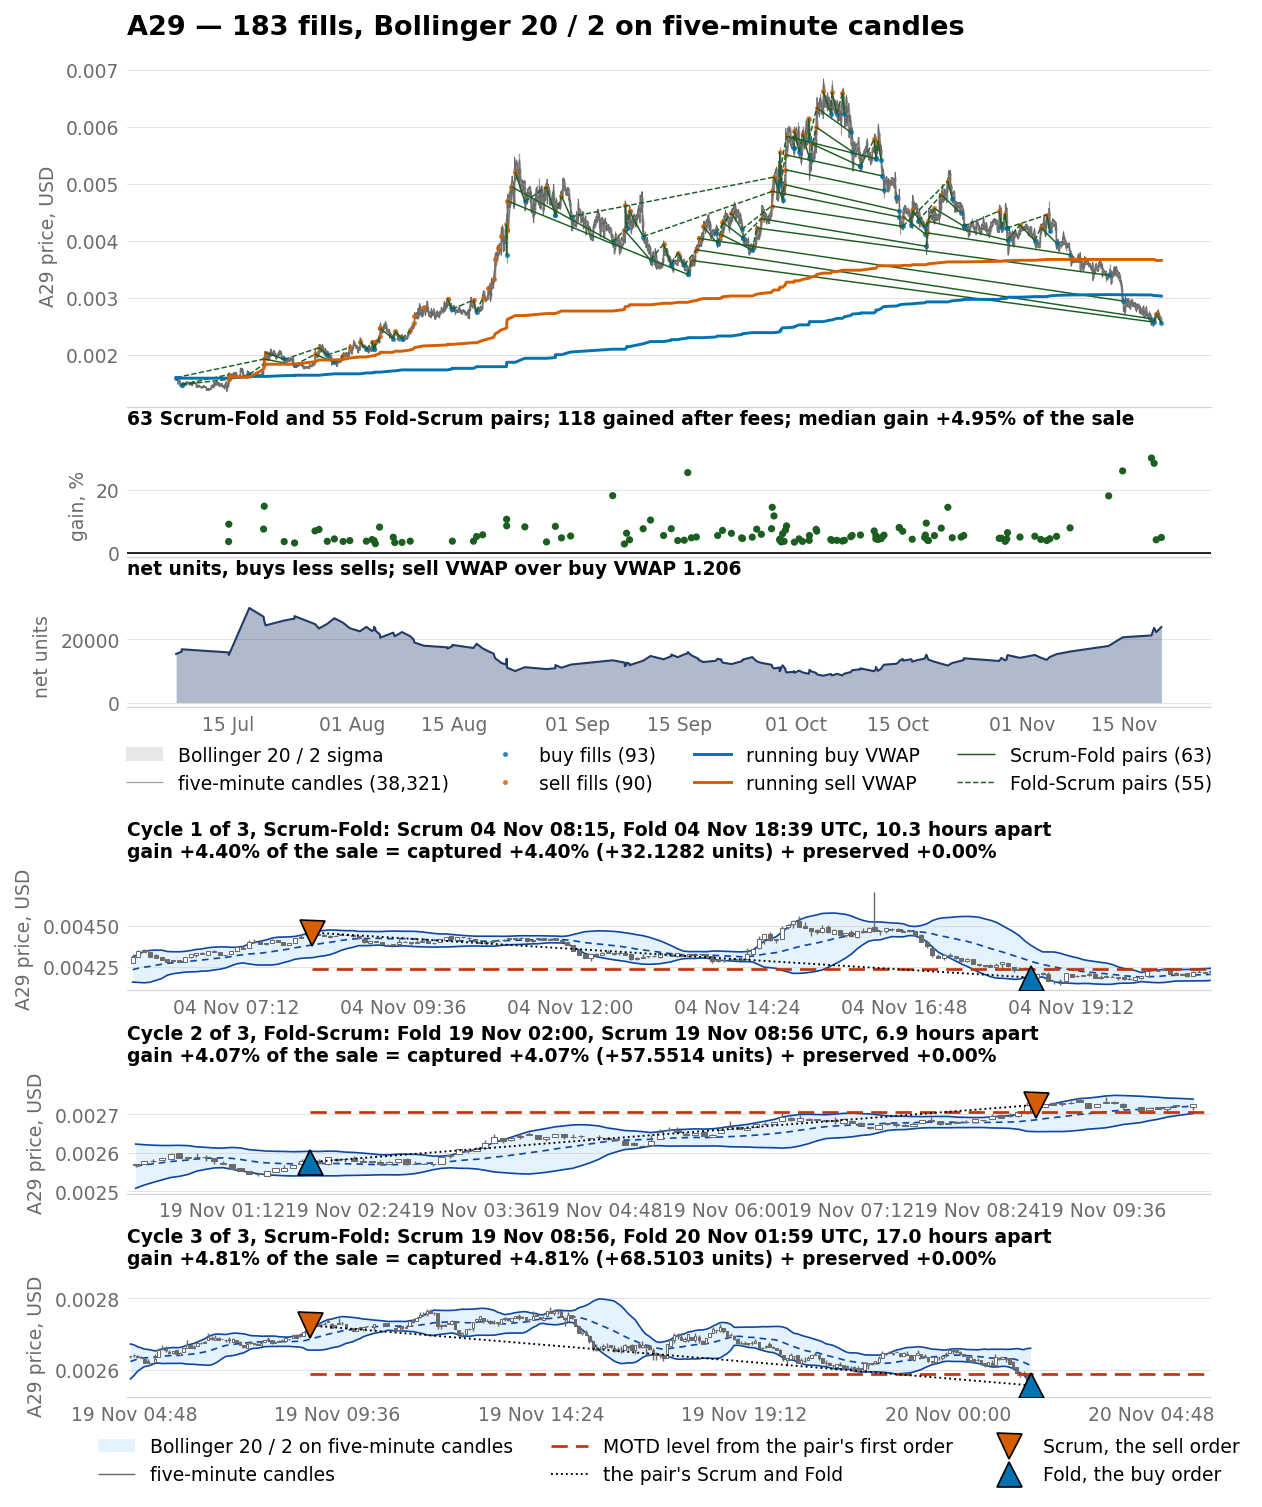 A29 — 183 fills, Bollinger 20 / 2 on five-minute candles
0.007
0.006
0.005
0.004
0.003
0.002
A29 price, USD
63 Scrum-Fold and 55 Fold-Scrum pairs; 118 gained after fees; median gain +4.95% of the sale
20
0
gain, %
net units, buys less sells; sell VWAP over buy VWAP 1.206
20000
0
net units
15 Jul 01 Aug 15 Aug 01 Sep 15 Sep 01 Oct 15 Oct 01 Nov 15 Nov
Bollinger 20 / 2 sigma buy fills (93) running buy VWAP Scrum-Fold pairs (63)
five-minute candles (38,321) sell fills (90) running sell VWAP Fold-Scrum pairs (55)
Cycle 1 of 3, Scrum-Fold: Scrum 04 Nov 08:15, Fold 04 Nov 18:39 UTC, 10.3 hours apart
gain +4.40% of the sale = captured +4.40% (+32.1282 units) + preserved +0.00%
0.00450
0.00425
A29 price, USD
04 Nov 07:12 04 Nov 09:36 04 Nov 12:00 04 Nov 14:24 04 Nov 16:48 04 Nov 19:12
Cycle 2 of 3, Fold-Scrum: Fold 19 Nov 02:00, Scrum 19 Nov 08:56 UTC, 6.9 hours apart
gain +4.07% of the sale = captured +4.07% (+57.5514 units) + preserved +0.00%
0.0027
0.0026
0.0025
A29 price, USD
19 Nov 01:12 19 Nov 02:24 19 Nov 03:36 19 Nov 04:48 19 Nov 06:00 19 Nov 07:12 19 Nov 08:24 19 Nov 09:36
Cycle 3 of 3, Scrum-Fold: Scrum 19 Nov 08:56, Fold 20 Nov 01:59 UTC, 17.0 hours apart
gain +4.81% of the sale = captured +4.81% (+68.5103 units) + preserved +0.00%
0.0028
0.0026
A29 price, USD
19 Nov 04:48 19 Nov 09:36 19 Nov 14:24 19 Nov 19:12 20 Nov 00:00 20 Nov 04:48
Bollinger 20 / 2 on five-minute candles MOTD level from the pair's first order Scrum, the sell order
five-minute candles the pair's Scrum and Fold Fold, the buy order